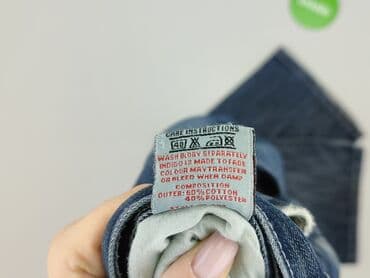 CARE INSTRUCTIONS
40
WASH BODY SEPARATELY
INDIGO IS MADE TO FADE
COLOUR MAY TRANSFER
OR BLEED WHEN DAMP
COMPOSITION
OUTER: 60% COTTON
40% POLYESTER